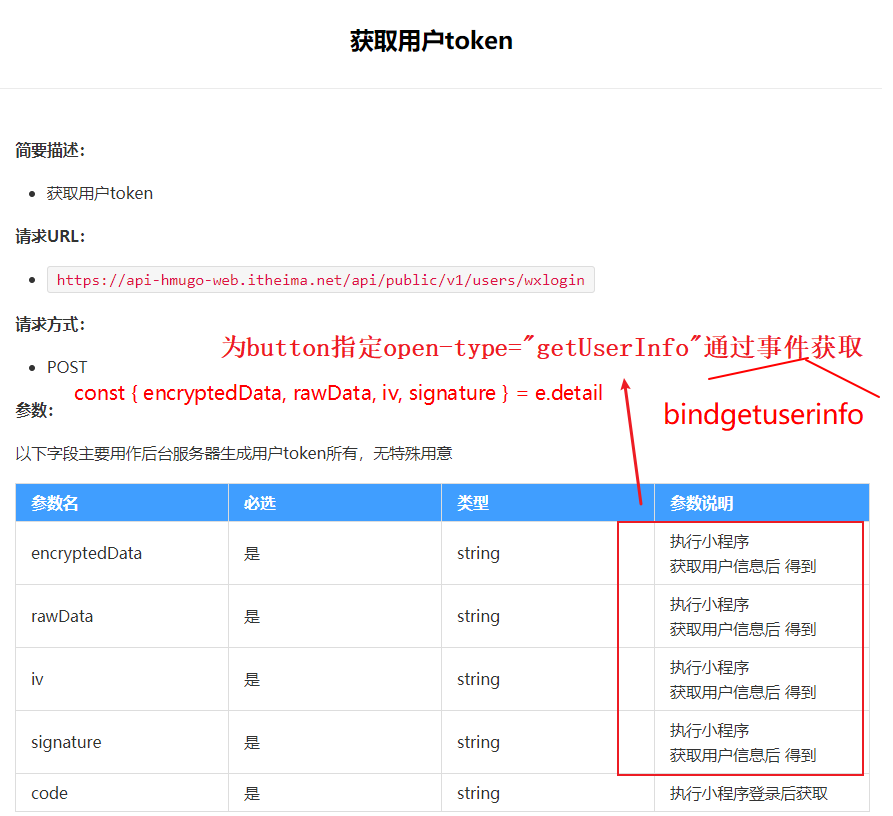 获取用户token
简要描述：
获取用户token
请求URL：
https://api-hmugo-web.itheima.net/api/public/v1/users/wxlogin
请求方式：
为button指定open-type="getUserInfo"通过事件获取
POST
const { encryptedData, rawData, iv, signature } = e.detail
bindgetuserinfo
参数：
以下字段主要用作后台服务器生成用户token所有，无特殊用意
参数名 必选 类型 参数说明
encryptedData 是 string 执行小程序
获取用户信息后 得到
rawData 是 string 执行小程序
获取用户信息后 得到
iv 是 string 执行小程序
获取用户信息后 得到
signature 是 string 执行小程序
获取用户信息后 得到
code 是 string 执行小程序登录后获取